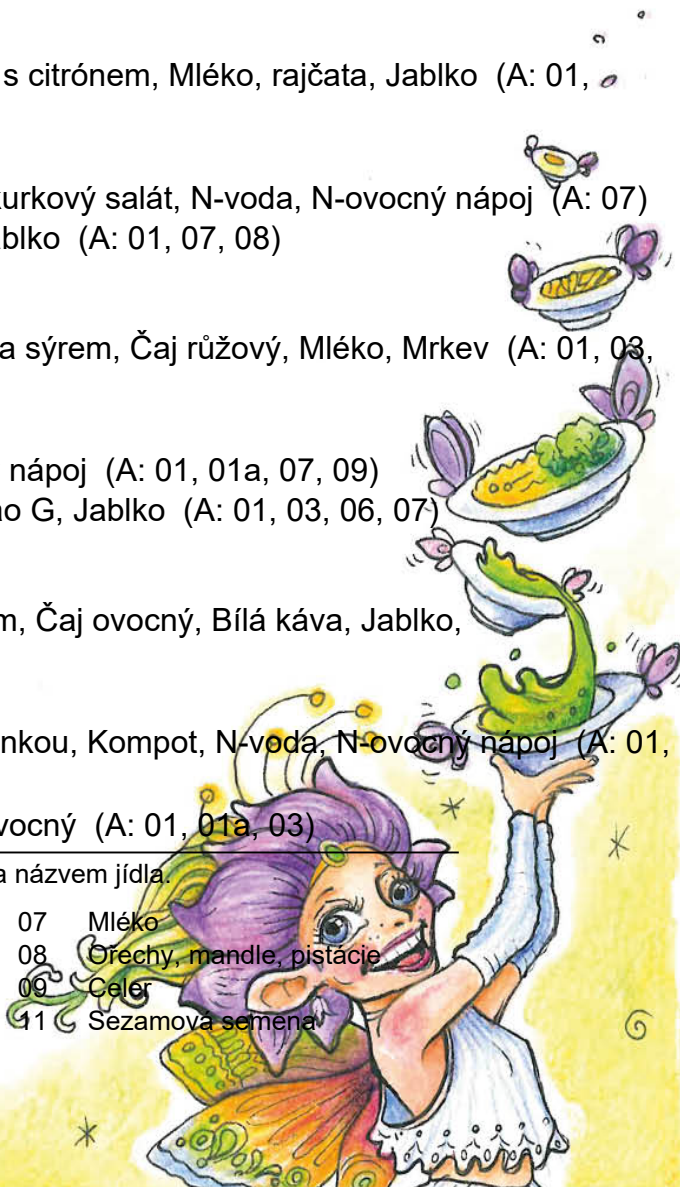 s citrónem, Mléko, rajčata, Jablko (A: 01,
urkový salát, N-voda, N-ovocný nápoj (A: 07)
blko (A: 01, 07, 08)
a sýrem, Čaj růžový, Mléko, Mrkev (A: 01, 03,
nápoj (A: 01, 01a, 07, 09)
ao G, Jablko (A: 01, 03, 06, 07)
m, Čaj ovocný, Bílá káva, Jablko,
nkou, Kompot, N-voda, N-ovocný nápoj (A: 01,
vocný (A: 01, 01a, 03)
a názvem jídla.
07 Mléko
08 Ořechy, mandle, pistácie
09 Celer
11 Sezamová semena